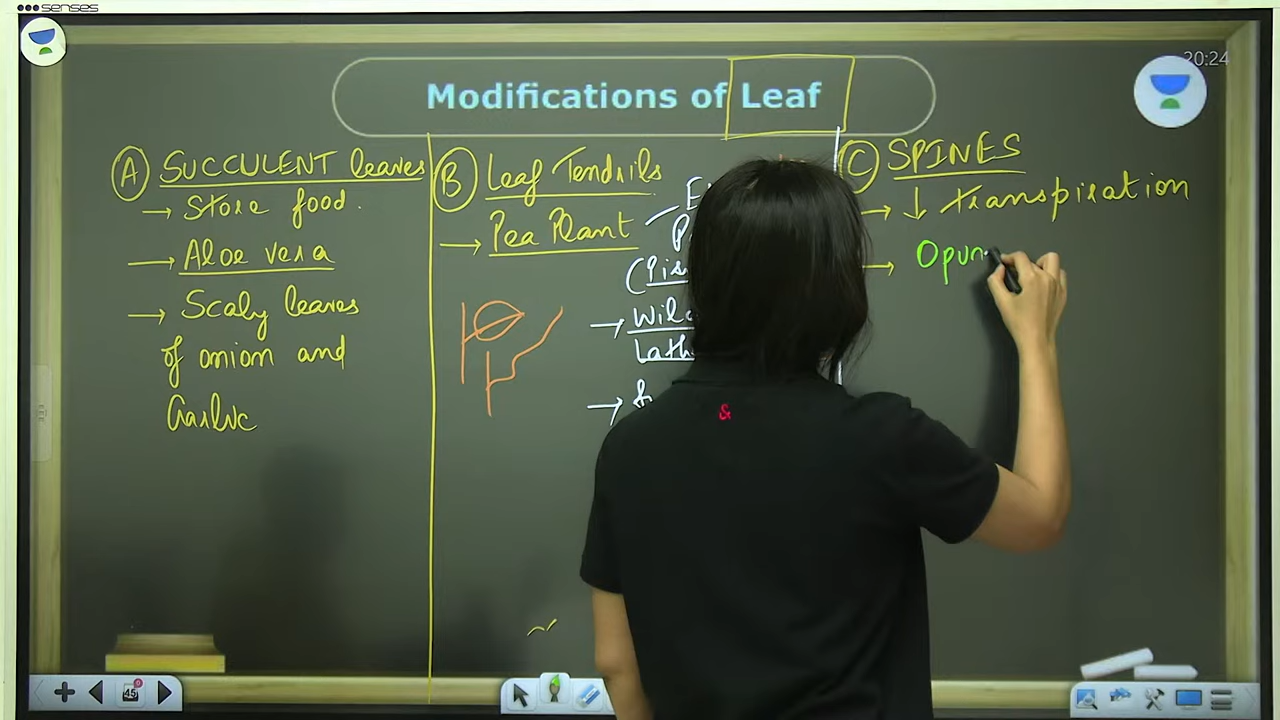 senses
20:24
Modifications of Leaf
A SUCCULENT leaves
→ Store food.
→ Aloe vera
→ Scaly leaves
of onion and
Garlic
B Leaf Tendrils
→ Pea Plant
→
Lath
→
C SPINES
→ ↓ transpiration
→ Opun
&
45